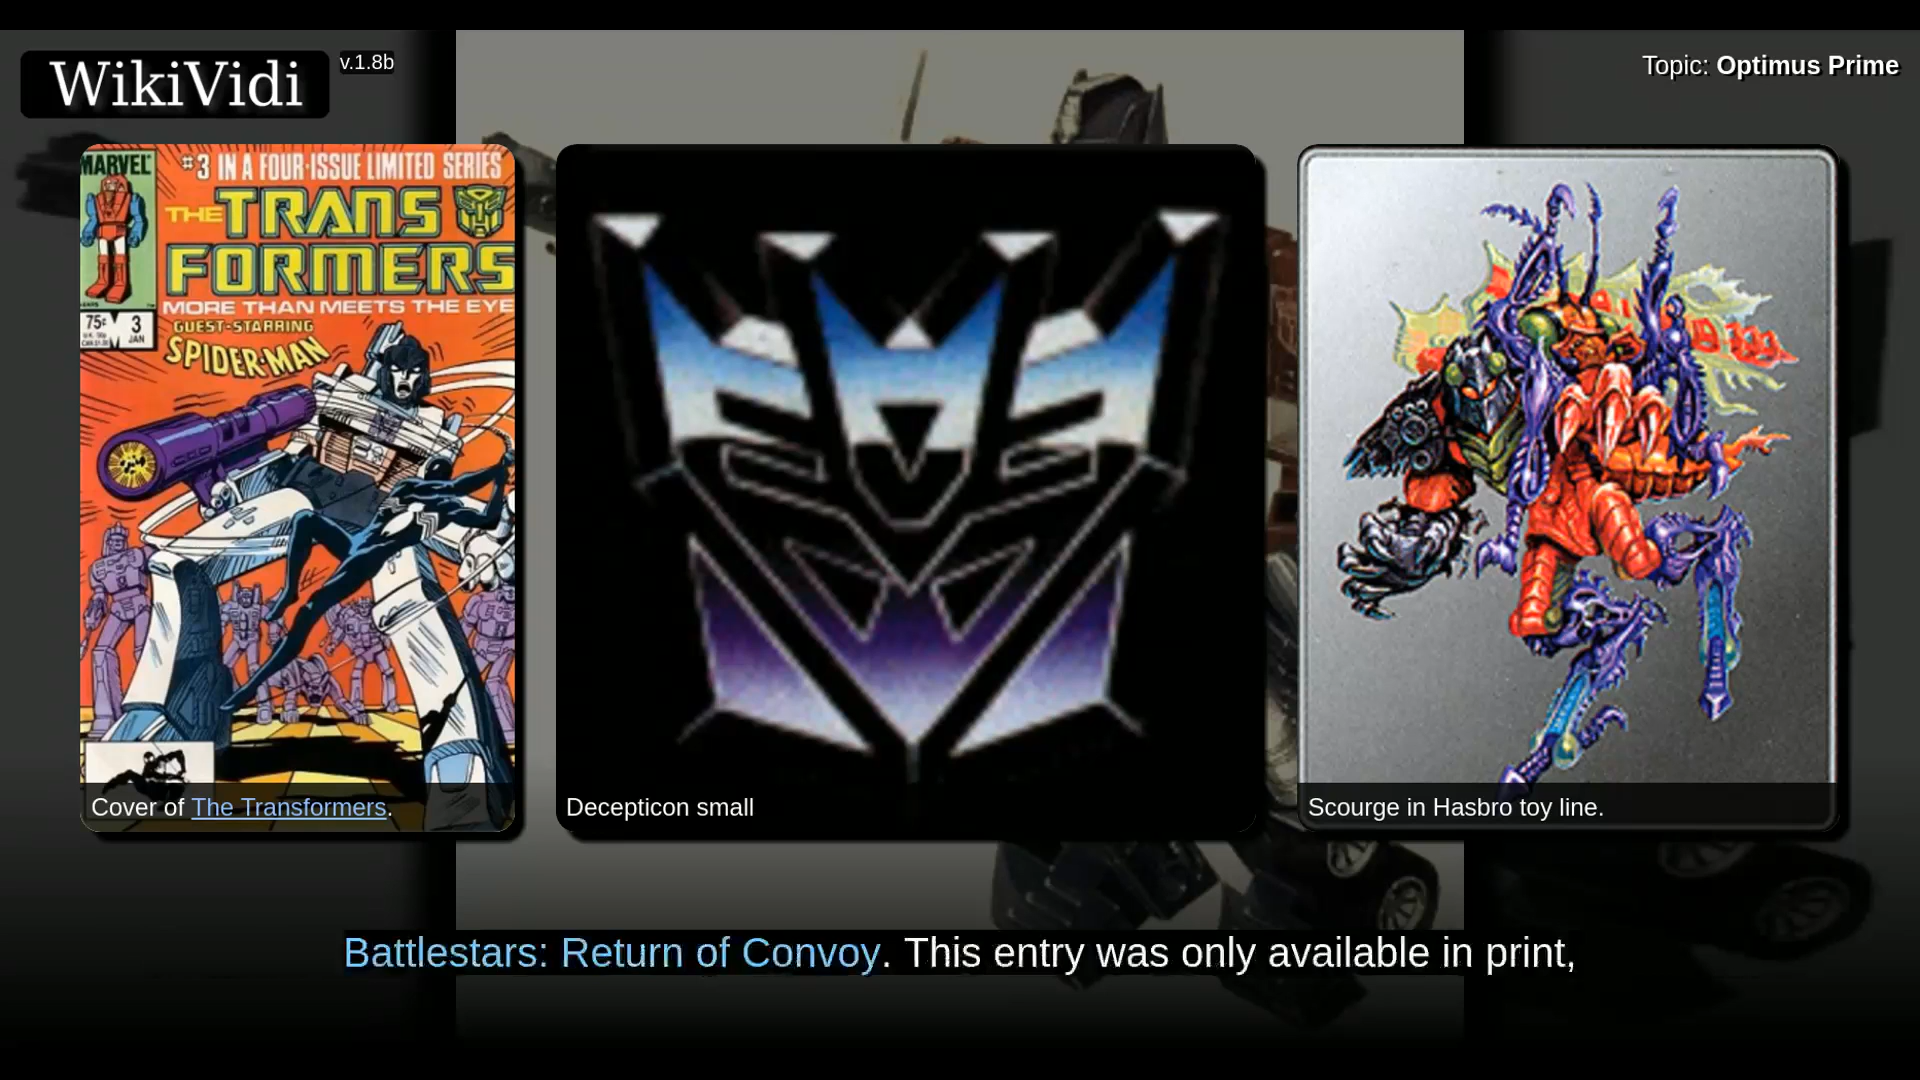 WikiVidi
v.1.8b
Topic: Optimus Prime
MARVEL
#3 IN A FOUR-ISSUE LIMITED SERIES
THE TRANS
FORMERS
MORE THAN MEETS THE EYE
75¢
3
JAN
GUEST-STARRING
SPIDER-MAN
Cover of The Transformers.
Decepticon small
Scourge in Hasbro toy line.
Battlestars: Return of Convoy. This entry was only available in print,